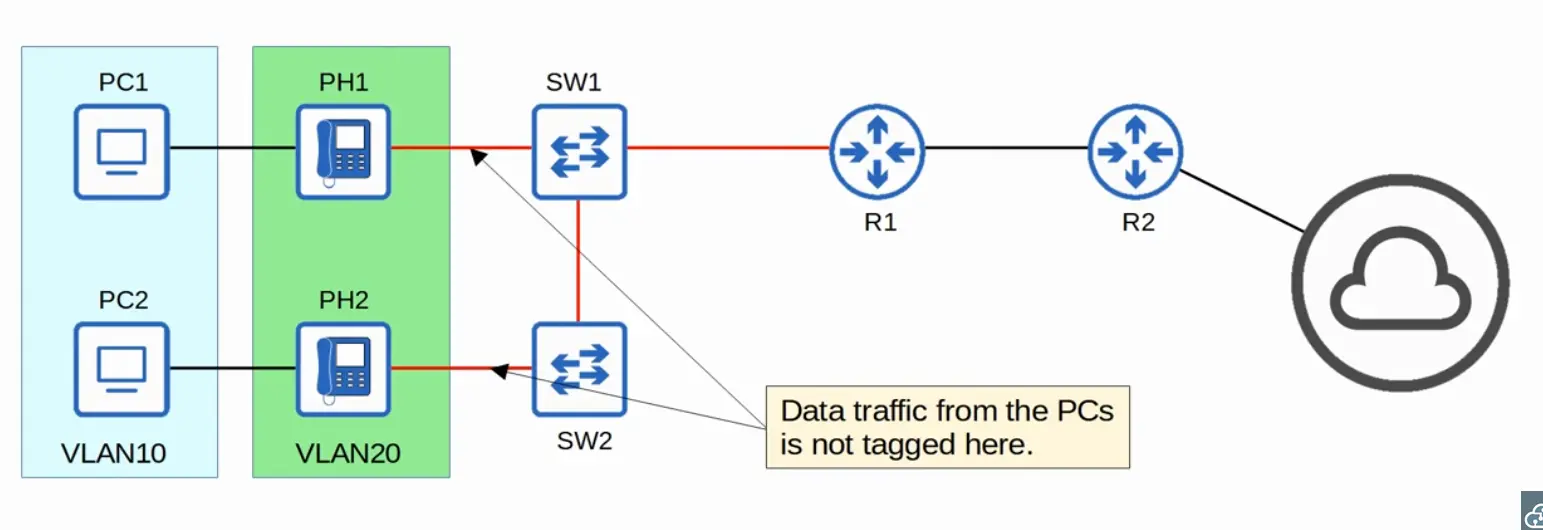 PC1
PH1
SW1
R1
R2
PC2
PH2
SW2
VLAN10
VLAN20
Data traffic from the PCs
is not tagged here.